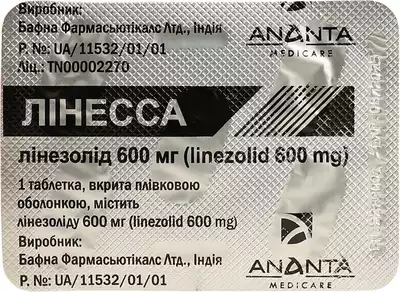 Виробник:
Бафна Фармасьютікалс Лтд., Індія
Р. №: UA/11532/01/01
Ліц.: TN00002270
ANANTA
MEDICARE
ЛІНЕССА
лінезолід 600 мг (linezolid 600 mg)
1 таблетка, вкрита плівковою
оболонкою, містить
лінезоліду 600 мг (linezolid 600 mg)
Виробник:
Бафна Фармасьютікалс Лтд., Індія
Р. №: UA/11532/01/01
ANANTA
MEDICARE